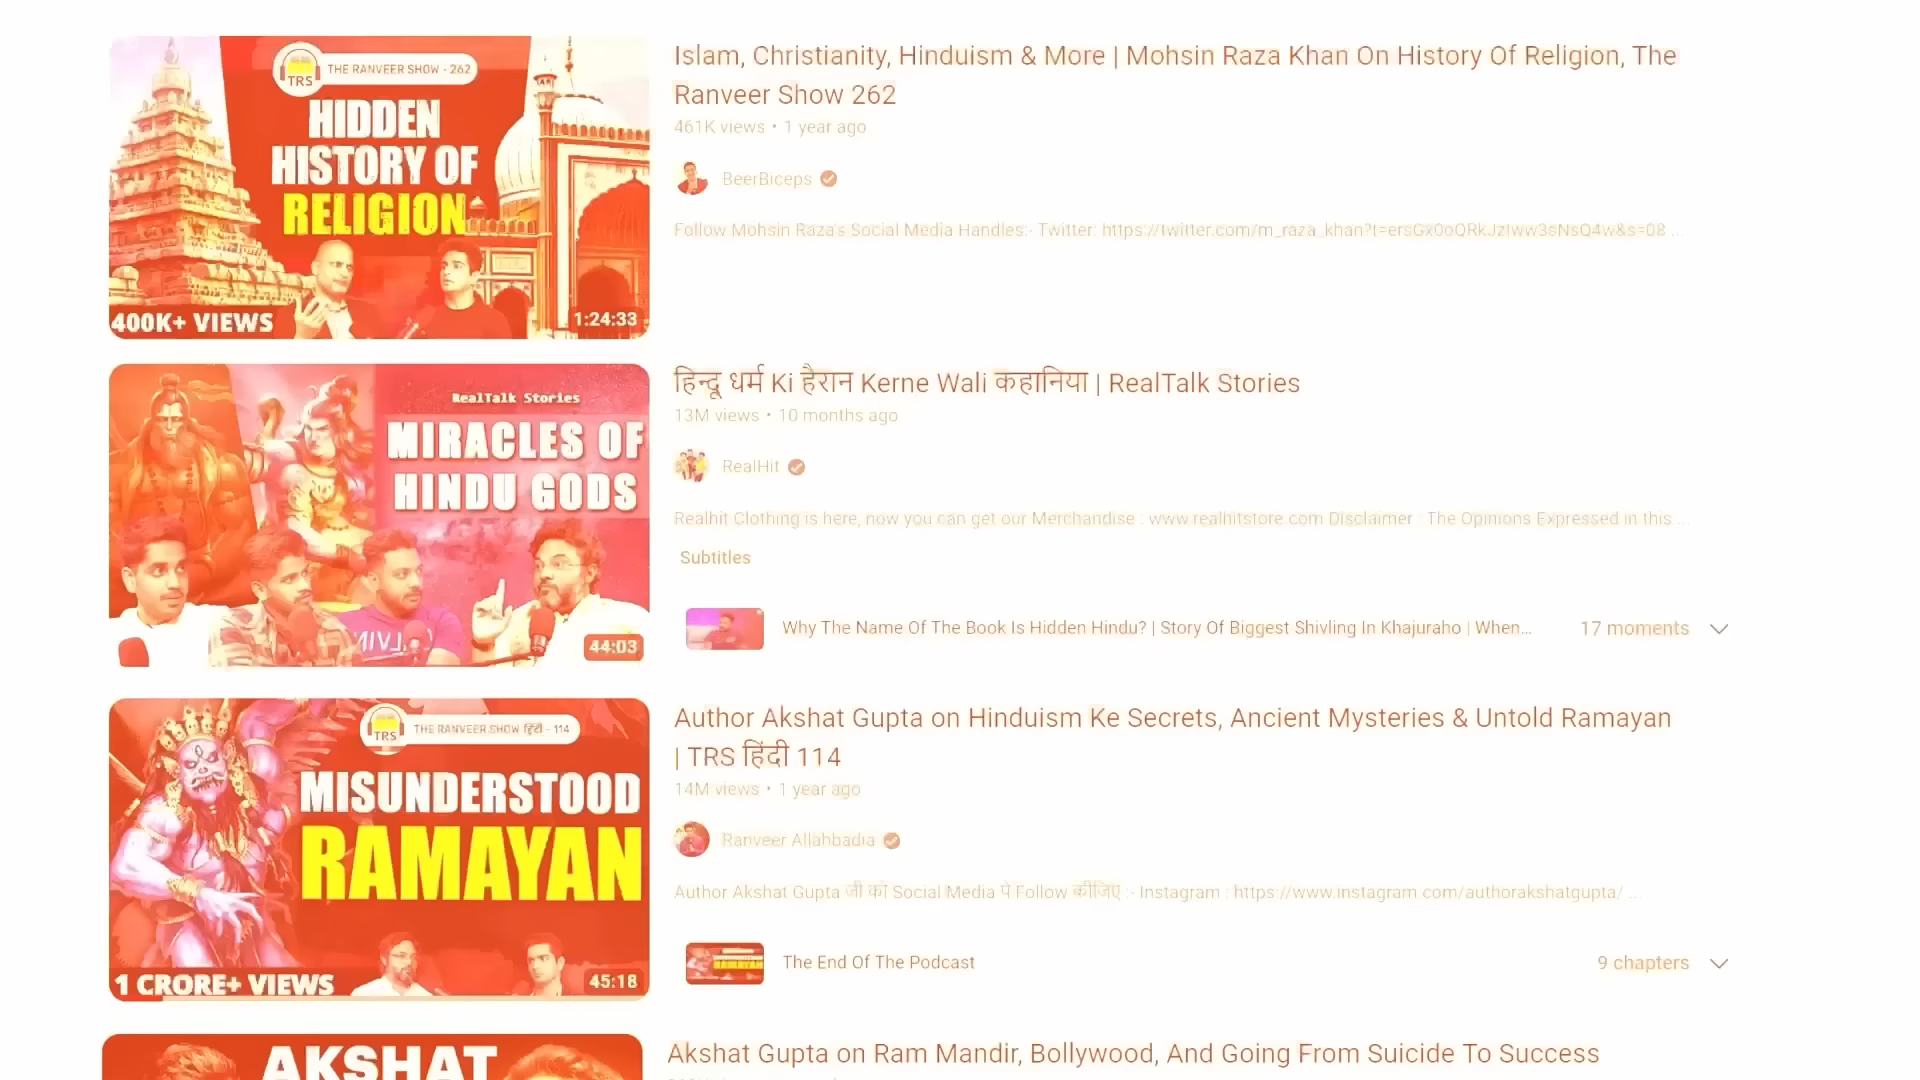 THE RANVEER SHOW - 262
TRS
HIDDEN
HISTORY OF
RELIGION
400K+ VIEWS
1:24:33
Islam, Christianity, Hinduism & More | Mohsin Raza Khan On History Of Religion, The
Ranveer Show 262
461K views • 1 year ago
BeerBiceps
Follow Mohsin Raza's Social Media Handles:- Twitter: https://twitter.com/m_raza_khan?t=ersGx0oQRkJzIww3sNsQ4w&s=08 ...
RealTalk Stories
MIRACLES OF
HINDU GODS
44:03
हिन्दू धर्म Ki हैरान Kerne Wali कहानिया | RealTalk Stories
13M views • 10 months ago
RealHit
Realhit Clothing is here, now you can get our Merchandise : www.realhitstore.com Disclaimer : The Opinions Expressed in this ...
Subtitles
Why The Name Of The Book Is Hidden Hindu? | Story Of Biggest Shivling In Khajuraho | When...
17 moments
THE RANVEER SHOW हिंदी - 114
TRS
MISUNDERSTOOD
RAMAYAN
1 CRORE+ VIEWS
45:18
Author Akshat Gupta on Hinduism Ke Secrets, Ancient Mysteries & Untold Ramayan
| TRS हिंदी 114
14M views • 1 year ago
Ranveer Allahbadia
Author Akshat Gupta जी को Social Media पे Follow कीजिए :- Instagram : https://www.instagram.com/authorakshatgupta/ ...
The End Of The Podcast
9 chapters
AKSHAT
Akshat Gupta on Ram Mandir, Bollywood, And Going From Suicide To Success